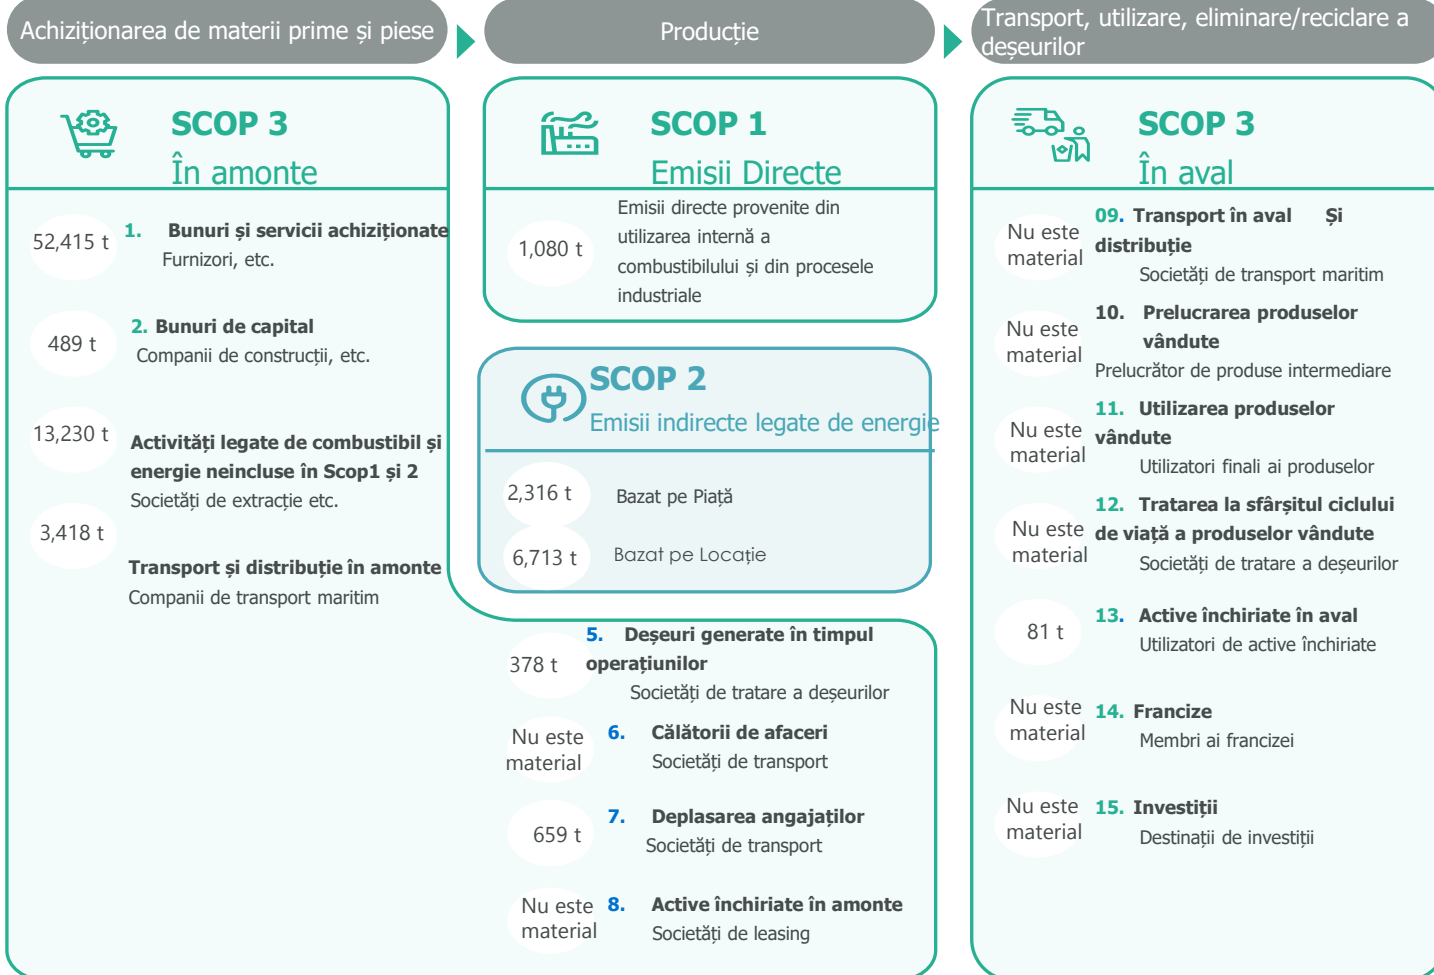 Achiziționarea de materii prime și piese
Producție
Transport, utilizare, eliminare/reciclare a
deșeurilor
SCOP 3
În amonte
52,415 t
1. Bunuri și servicii achiziționate
Furnizori, etc.
489 t
2. Bunuri de capital
Companii de construcții, etc.
13,230 t
Activități legate de combustibil și
energie neincluse în Scop1 și 2
Societăți de extracție etc.
3,418 t
Transport și distribuție în amonte
Companii de transport maritim
SCOP 1
Emisii Directe
1,080 t
Emisii directe provenite din
utilizarea internă a
combustibilului și din procesele
industriale
SCOP 2
Emisii indirecte legate de energie
2,316 t
Bazat pe Piață
6,713 t
Bazat pe Locație
378 t
5. Deșeuri generate în timpul
operațiunilor
Societăți de tratare a deșeurilor
Nu este
material
6. Călătorii de afaceri
Societăți de transport
659 t
7. Deplasarea angajaților
Societăți de transport
Nu este
material
8. Active închiriate în amonte
Societăți de leasing
SCOP 3
În aval
Nu este
material
09. Transport în aval Și
distribuție
Societăți de transport maritim
Nu este
material
10. Prelucrarea produselor
vândute
Prelucrător de produse intermediare
Nu este
material
11. Utilizarea produselor
vândute
Utilizatori finali ai produselor
Nu este
material
12. Tratarea la sfârșitul ciclului
de viață a produselor vândute
Societăți de tratare a deșeurilor
81 t
13. Active închiriate în aval
Utilizatori de active închiriate
Nu este
material
14. Francize
Membri ai francizei
Nu este
material
15. Investiții
Destinații de investiții